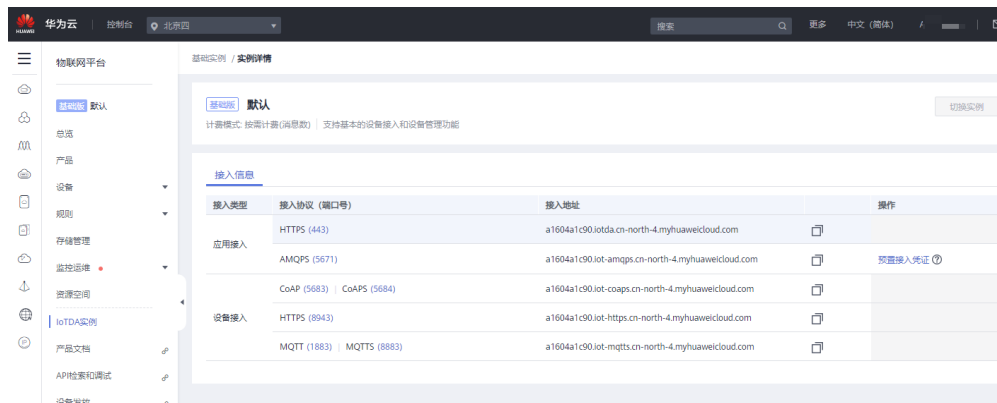 HUAWEI 华为云 控制台 北京四 搜索 更多 中文 (简体)
物联网平台 基础实例 / 实例详情
基础版 默认
总览
产品
设备
规则
存储管理
监控运维
资源空间
IoTDA实例
产品文档
API检索和调试
设备发放
基础版 默认 切换实例
计费模式: 按需计费(消息数) 支持基本的设备接入和设备管理功能
接入信息
接入类型 接入协议（端口号） 接入地址 操作
应用接入
HTTPS (443) a1604a1c90.iotda.cn-north-4.myhuaweicloud.com
AMQPS (5671) a1604a1c90.iot-amqps.cn-north-4.myhuaweicloud.com 预置接入凭证
设备接入
CoAP (5683) | CoAPS (5684) a1604a1c90.iot-coaps.cn-north-4.myhuaweicloud.com
HTTPS (8943) a1604a1c90.iot-https.cn-north-4.myhuaweicloud.com
MQTT (1883) | MQTTS (8883) a1604a1c90.iot-mqtts.cn-north-4.myhuaweicloud.com